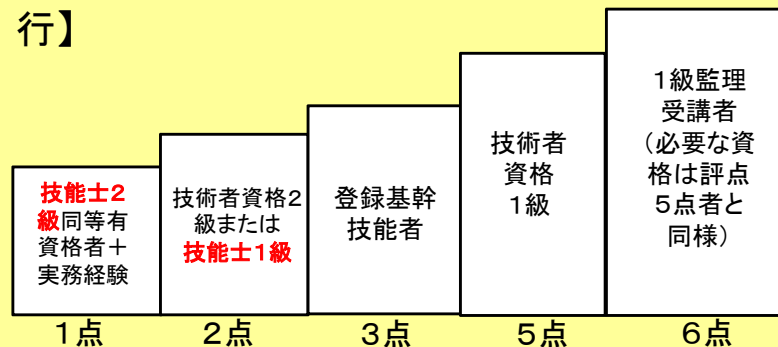 行】
技能士２
級同等有
資格者＋
実務経験
技術者資格２
級または
技能士１級
登録基幹
技能者
技術者
資格
１級
１級監理
受講者
（必要な資
格は評点
５点者と
同様）
１点
２点
３点
５点
６点